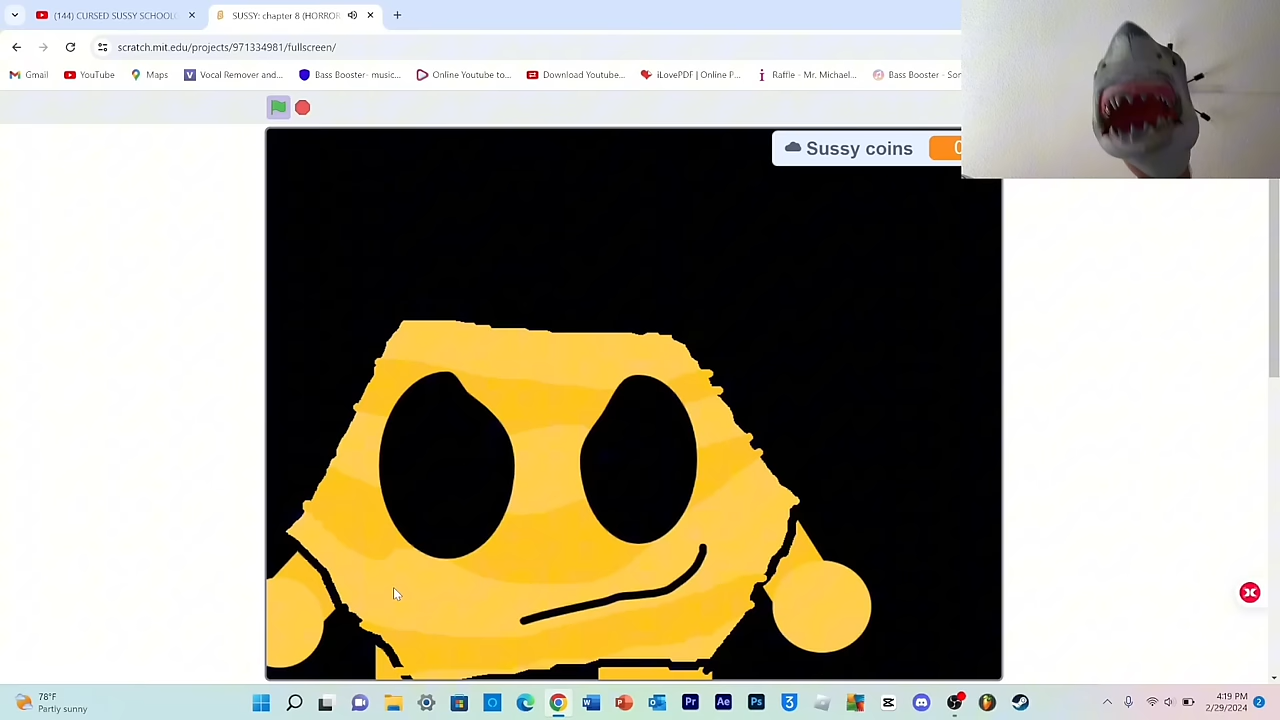 (144) CURSED SUSSY SCHOOL
SUSSY: chapter 8 (HORROR
scratch.mit.edu/projects/971334981/fullscreen/
Gmail
YouTube
Maps
Vocal Remover and...
Bass Booster- music...
Online Youtube to...
Download Youtube...
iLovePDF | Online P...
Raffle - Mr. Michael...
Bass Booster - Son
Sussy coins
78°F
Partly sunny
4:19 PM
2/29/2024
2